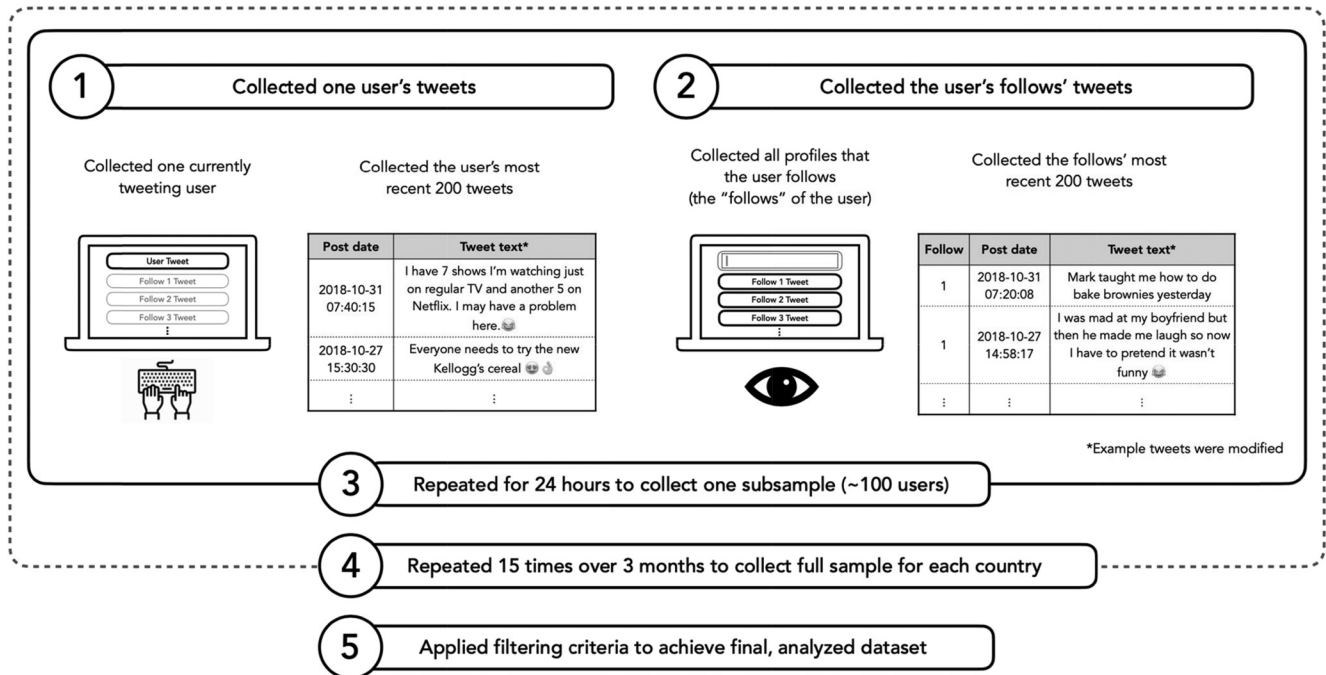 1
Collected one user's tweets
Collected one currently
tweeting user
Collected the user's most
recent 200 tweets
User Tweet
Follow 1 Tweet
Follow 2 Tweet
Follow 3 Tweet
⋮
Post date Tweet text*
2018-10-31
07:40:15
I have 7 shows I'm watching just
on regular TV and another 5 on
Netflix. I may have a problem
here.😂
2018-10-27
15:30:30
Everyone needs to try the new
Kellogg's cereal 😍👌
⋮ ⋮
2
Collected the user's follows' tweets
Collected all profiles that
the user follows
(the "follows" of the user)
Collected the follows' most
recent 200 tweets
Follow 1 Tweet
Follow 2 Tweet
Follow 3 Tweet
⋮
Follow Post date Tweet text*
1
2018-10-31
07:20:08
Mark taught me how to do
bake brownies yesterday
1
2018-10-27
14:58:17
I was mad at my boyfriend but
then he made me laugh so now
I have to pretend it wasn't
funny 😂
⋮ ⋮ ⋮
*Example tweets were modified
3
Repeated for 24 hours to collect one subsample (~100 users)
4
Repeated 15 times over 3 months to collect full sample for each country
5
Applied filtering criteria to achieve final, analyzed dataset